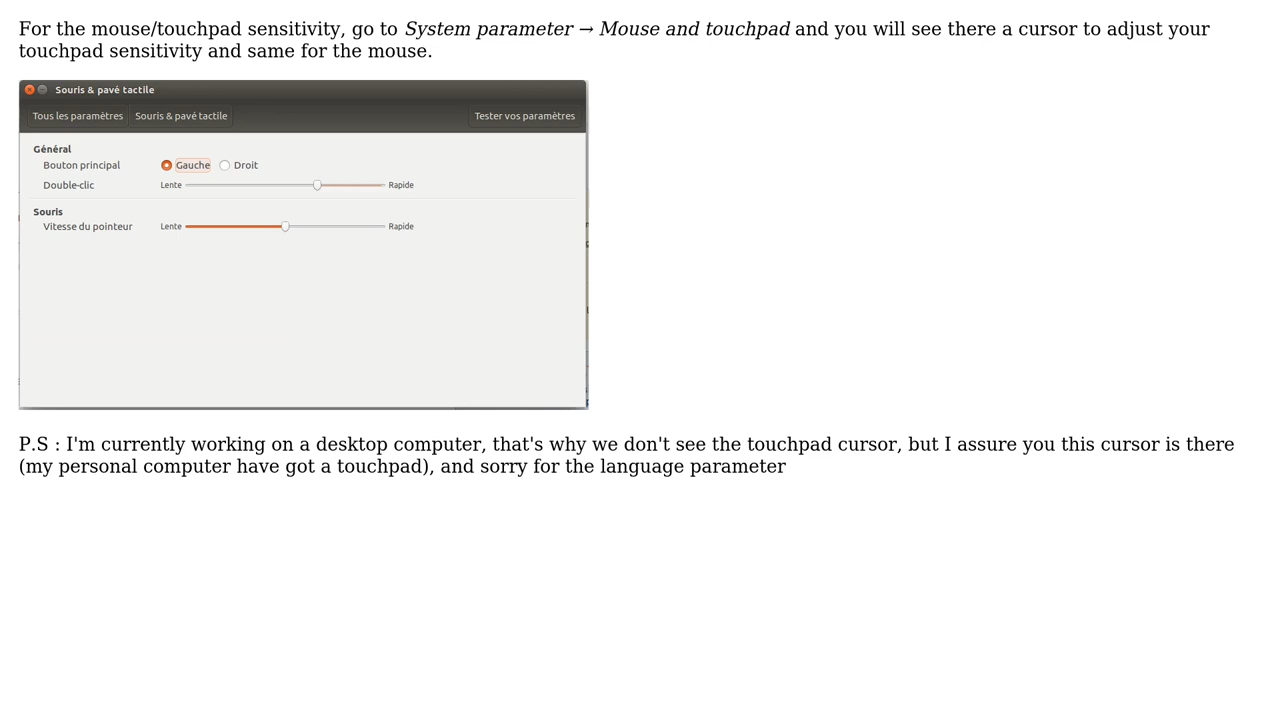 For the mouse/touchpad sensitivity, go to System parameter → Mouse and touchpad and you will see there a cursor to adjust your
touchpad sensitivity and same for the mouse.
Souris & pavé tactile
Tous les paramètres Souris & pavé tactile Tester vos paramètres
Général
Bouton principal Gauche Droit
Double-clic Lente Rapide
Souris
Vitesse du pointeur Lente Rapide
P.S : I'm currently working on a desktop computer, that's why we don't see the touchpad cursor, but I assure you this cursor is there
(my personal computer have got a touchpad), and sorry for the language parameter